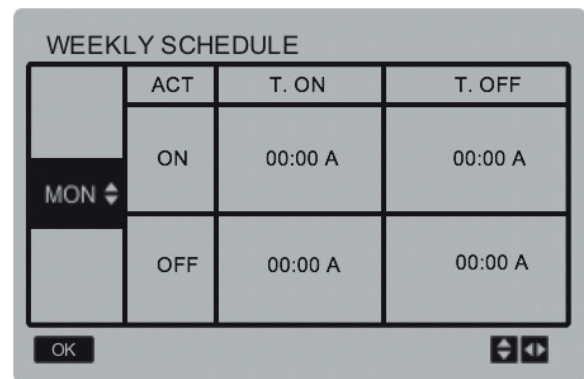 WEEKLY SCHEDULE
ACT T. ON T. OFF
ON 00:00 A 00:00 A
MON
OFF 00:00 A 00:00 A
OK